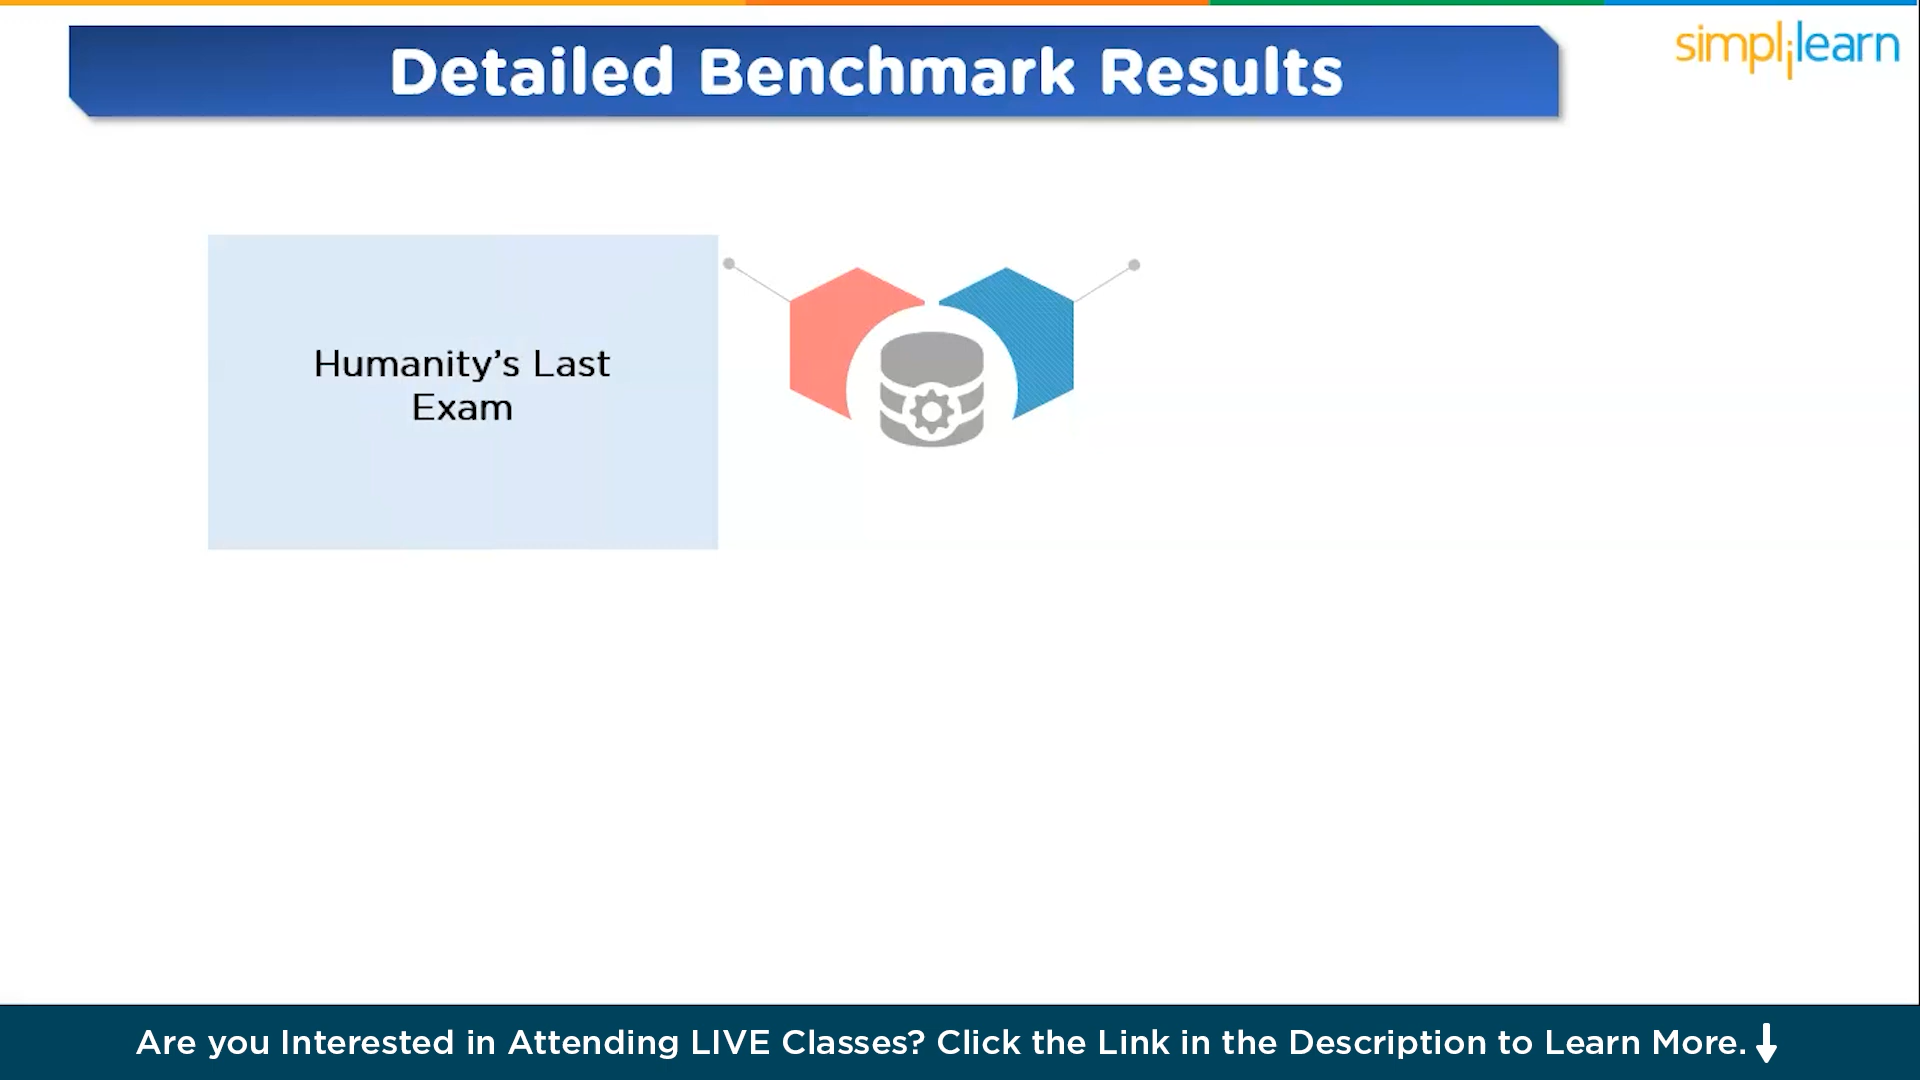 Detailed Benchmark Results
simplilearn
Humanity’s Last
Exam
Are you Interested in Attending LIVE Classes? Click the Link in the Description to Learn More.